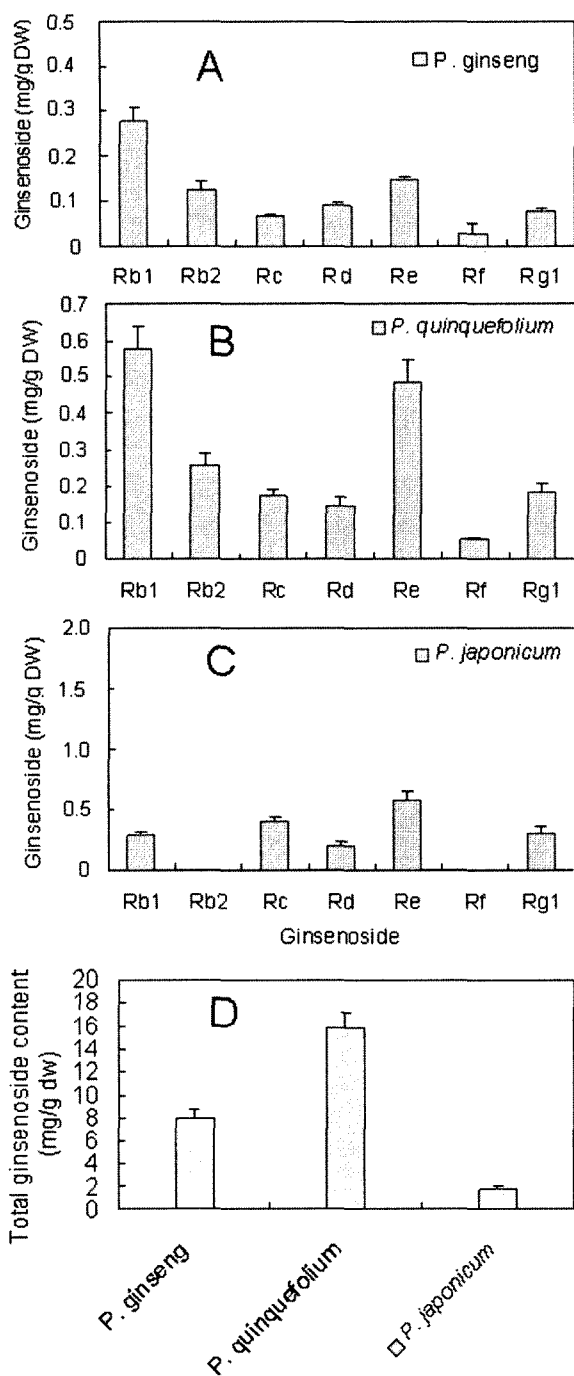 Ginsenoside (mg/g DW)
0.5
0.4
0.3
0.2
0.1
0
A
P. ginseng
Rb1 Rb2 Rc Rd Re Rf Rg1
Ginsenoside (mg/g DW)
0.7
0.6
0.5
0.4
0.3
0.2
0.1
0
B
P. quinquefolium
Rb1 Rb2 Rc Rd Re Rf Rg1
Ginsenoside (mg/g DW)
2.0
1.5
1.0
0.5
0
C
P. japonicum
Rb1 Rb2 Rc Rd Re Rf Rg1
Ginsenoside
Total ginsenoside content
(mg/g dw)
20
18
16
14
12
10
8
6
4
2
0
D
P. ginseng
P. quinquefolium
P. japonicum